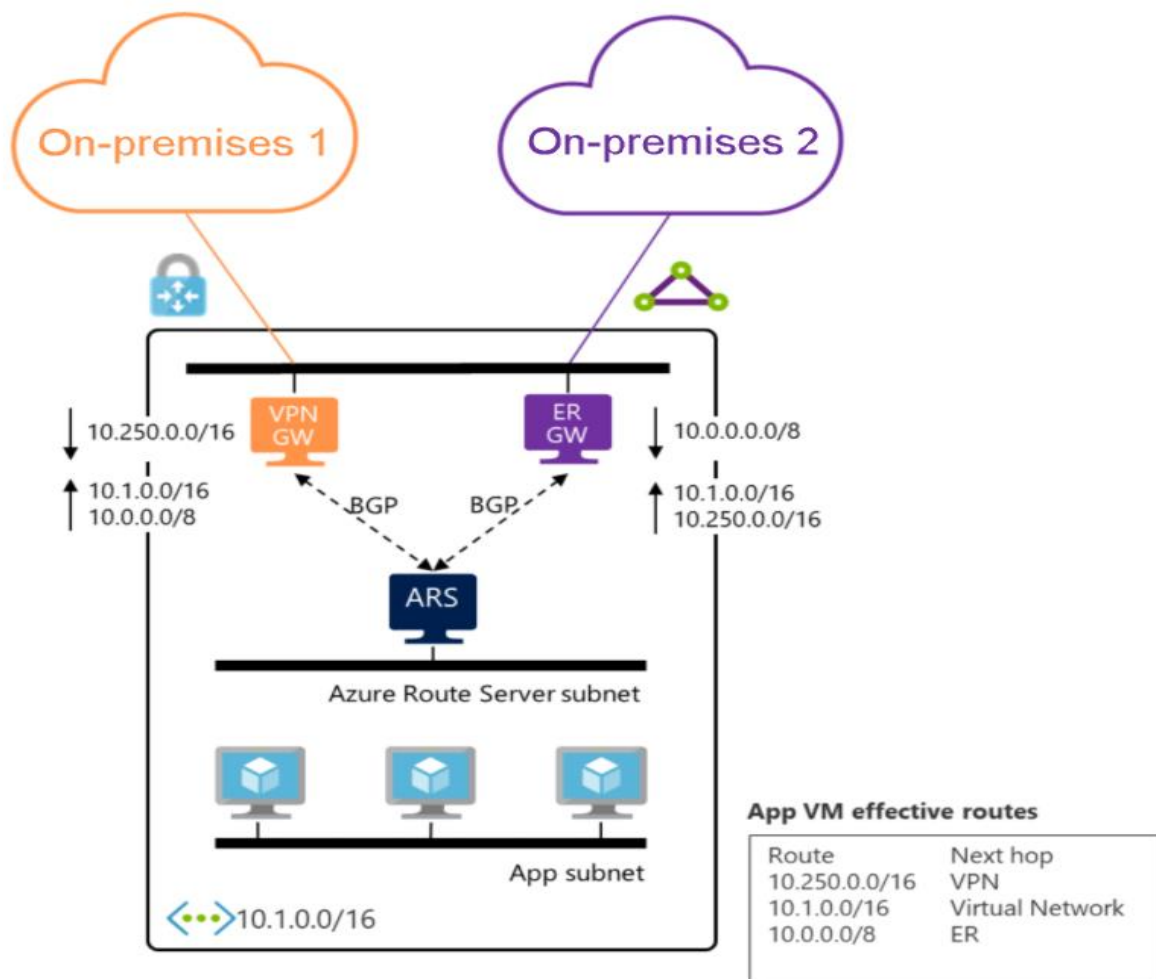 On-premises 1
On-premises 2
VPN
GW
ER
GW
10.250.0.0/16
10.1.0.0/16
10.0.0.0/8
10.0.0.0.0/8
10.1.0.0/16
10.250.0.0/16
BGP
BGP
ARS
Azure Route Server subnet
App subnet
10.1.0.0/16
App VM effective routes
Route Next hop
10.250.0.0/16 VPN
10.1.0.0/16 Virtual Network
10.0.0.0/8 ER